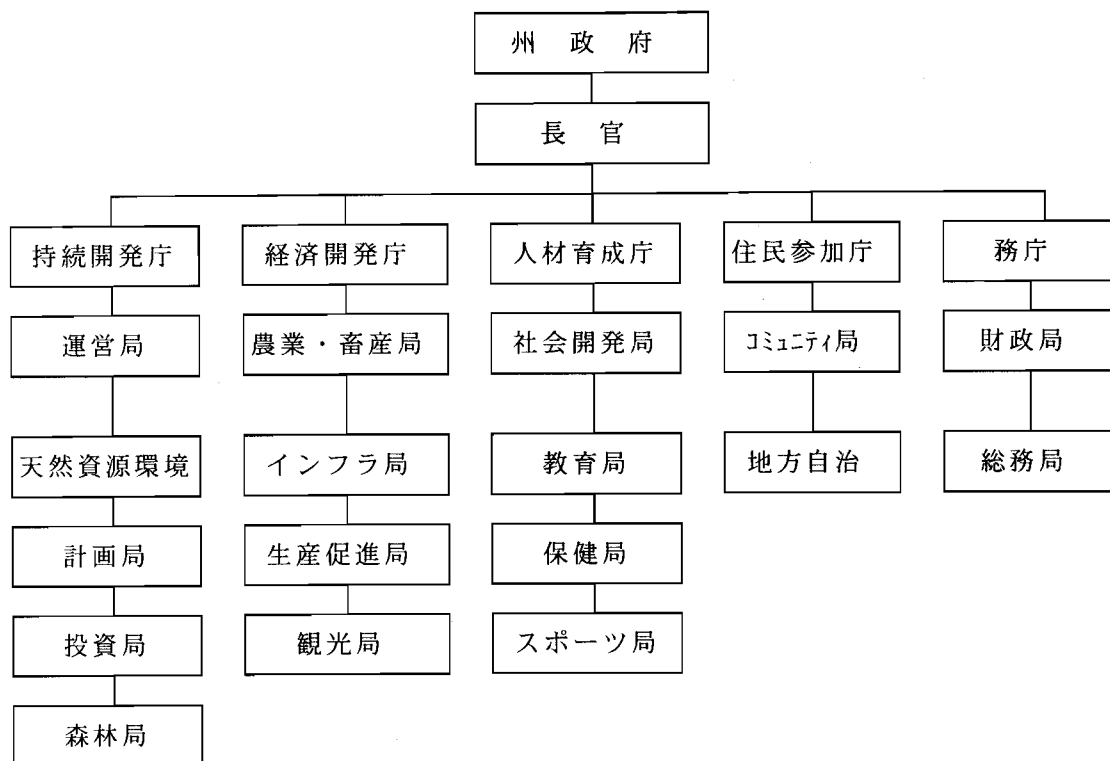 州 政 府
長 官
持続開発庁
経済開発庁
人材育成庁
住民参加庁
務庁
運営局
農業・畜産局
社会開発局
コミュニティ局
財政局
天然資源環境
インフラ局
教育局
地方自治
総務局
計画局
生産促進局
保健局
投資局
観光局
スポーツ局
森林局